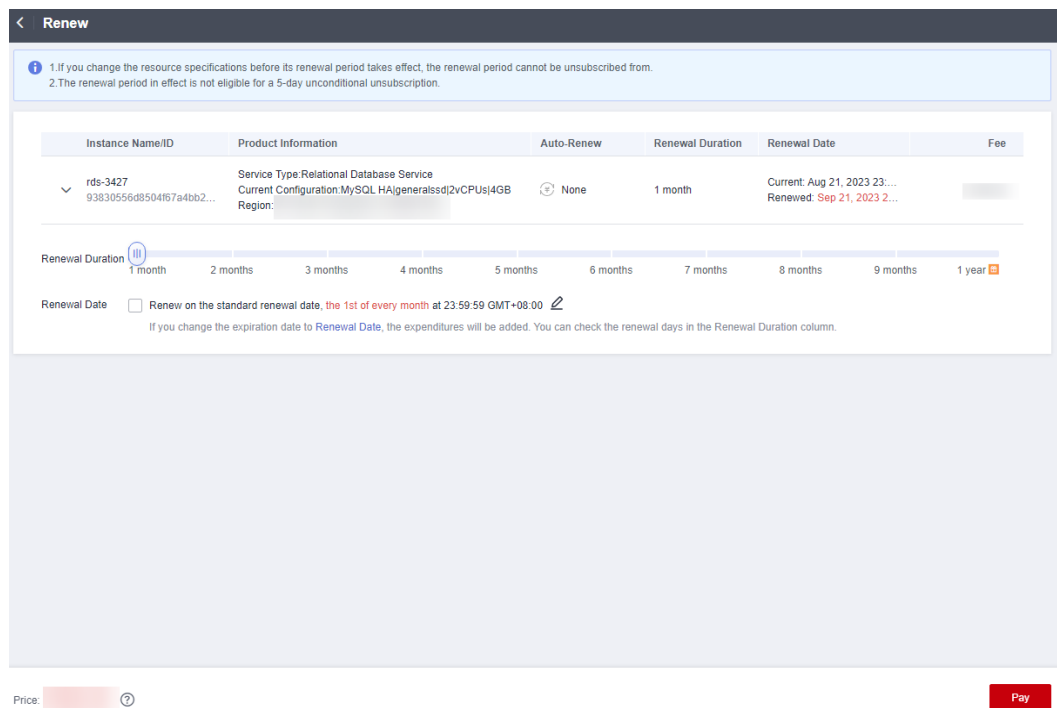 Renew
1.If you change the resource specifications before its renewal period takes effect, the renewal period cannot be unsubscribed from.
2.The renewal period in effect is not eligible for a 5-day unconditional unsubscription.
Instance Name/ID Product Information Auto-Renew Renewal Duration Renewal Date Fee
rds-3427
93830556d8504f67a4bb2...
Service Type:Relational Database Service
Current Configuration:MySQL HA|generalssd|2vCPUs|4GB
Region:
None
1 month
Current: Aug 21, 2023 23:...
Renewed: Sep 21, 2023 2...
Renewal Duration
1 month 2 months 3 months 4 months 5 months 6 months 7 months 8 months 9 months 1 year
Renewal Date Renew on the standard renewal date, the 1st of every month at 23:59:59 GMT+08:00
If you change the expiration date to Renewal Date, the expenditures will be added. You can check the renewal days in the Renewal Duration column.
Price:
Pay